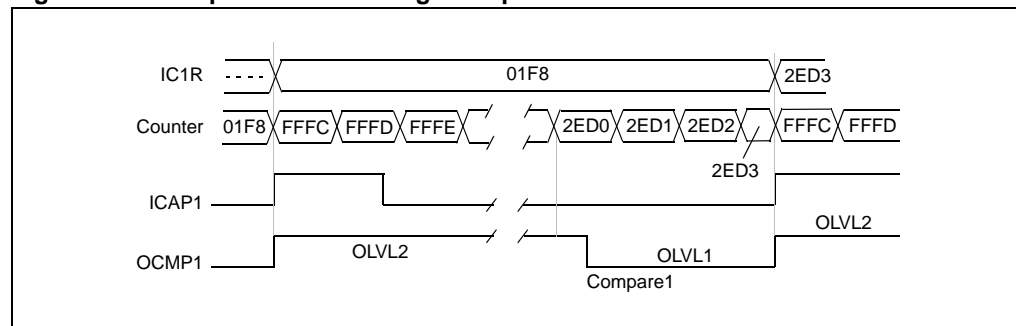 IC1R - - - - 01F8 2ED3
Counter 01F8 FFFC FFFD FFFE 2ED0 2ED1 2ED2 FFFC FFFD
2ED3
ICAP1
OLVL2
OCMP1 OLVL2 OLVL1
Compare1